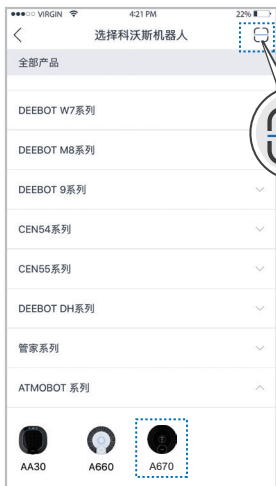 VIRGIN 4:21 PM 22%
选择科沃斯机器人
全部产品
DEEBOT W7系列
DEEBOT M8系列
DEEBOT 9系列
CEN54系列
CEN55系列
DEEBOT DH系列
管家系列
ATMOBOT 系列
AA30 A660 A670